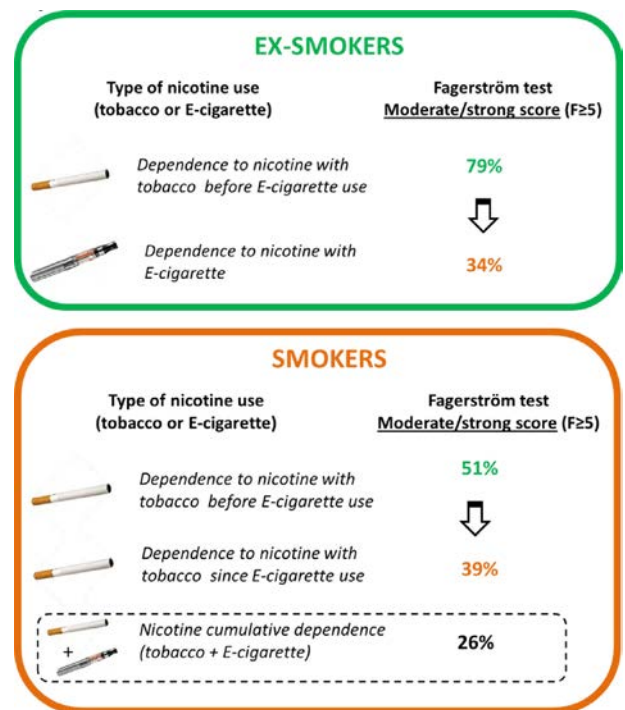 EX-SMOKERS
Type of nicotine use
(tobacco or E-cigarette)
Fagerström test
Moderate/strong score (F≥5)
Dependence to nicotine with
tobacco before E-cigarette use
79%
Dependence to nicotine with
E-cigarette
34%
SMOKERS
Type of nicotine use
(tobacco or E-cigarette)
Fagerström test
Moderate/strong score (F≥5)
Dependence to nicotine with
tobacco before E-cigarette use
51%
Dependence to nicotine with
tobacco since E-cigarette use
39%
+
Nicotine cumulative dependence
(tobacco + E-cigarette)
26%